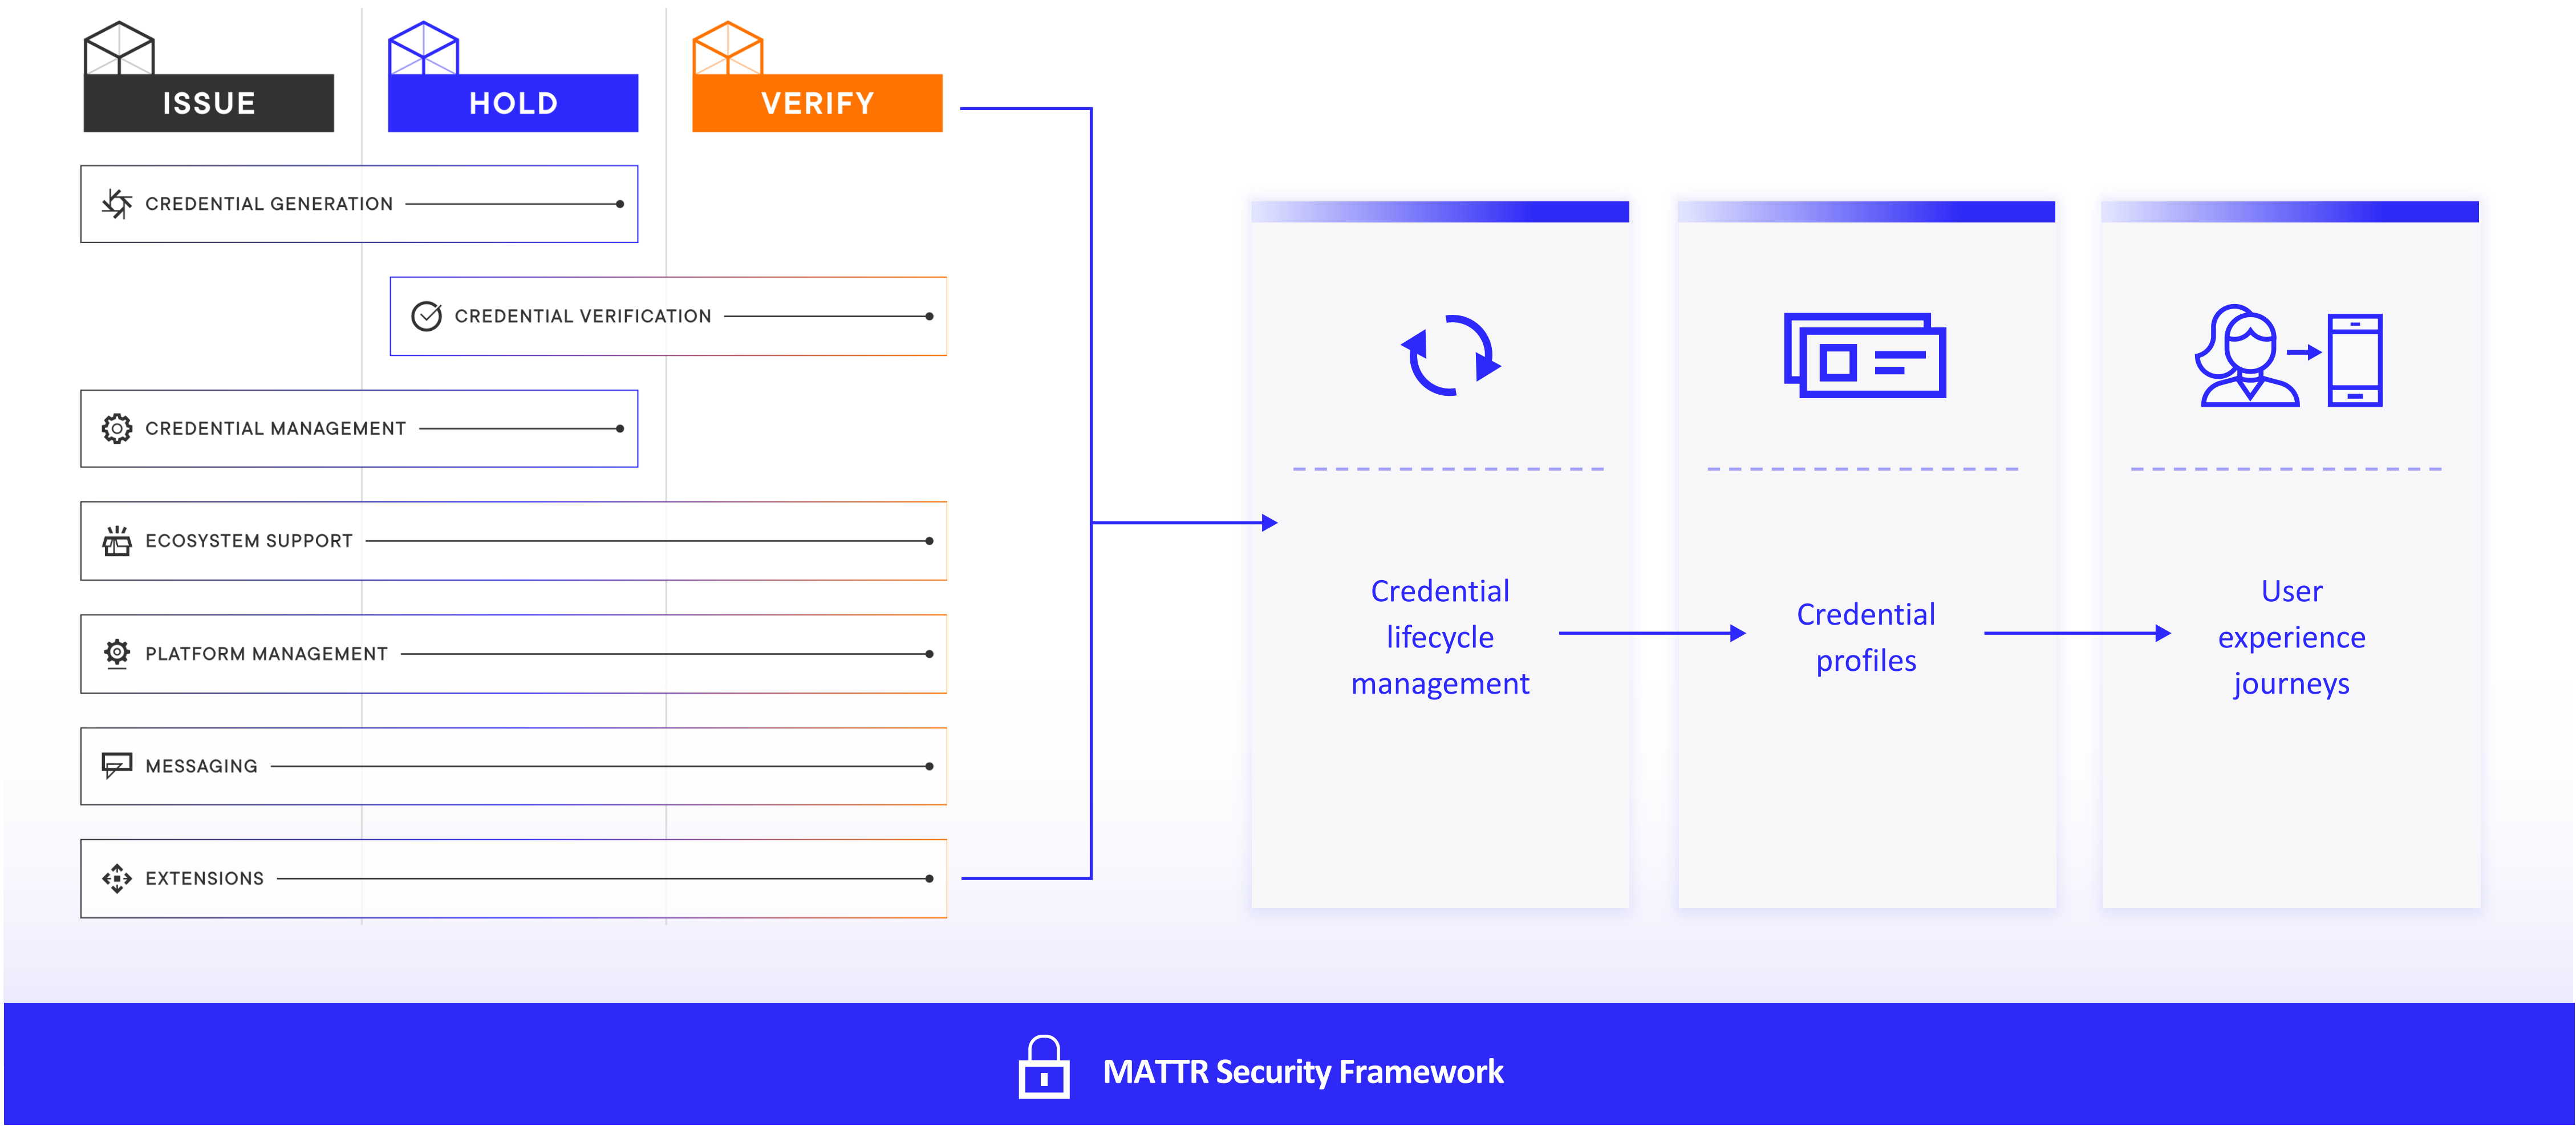 ISSUE
HOLD
VERIFY
CREDENTIAL GENERATION
CREDENTIAL VERIFICATION
CREDENTIAL MANAGEMENT
ECOSYSTEM SUPPORT
PLATFORM MANAGEMENT
MESSAGING
EXTENSIONS
Credential
lifecycle
management
Credential
profiles
User
experience
journeys
MATTR Security Framework